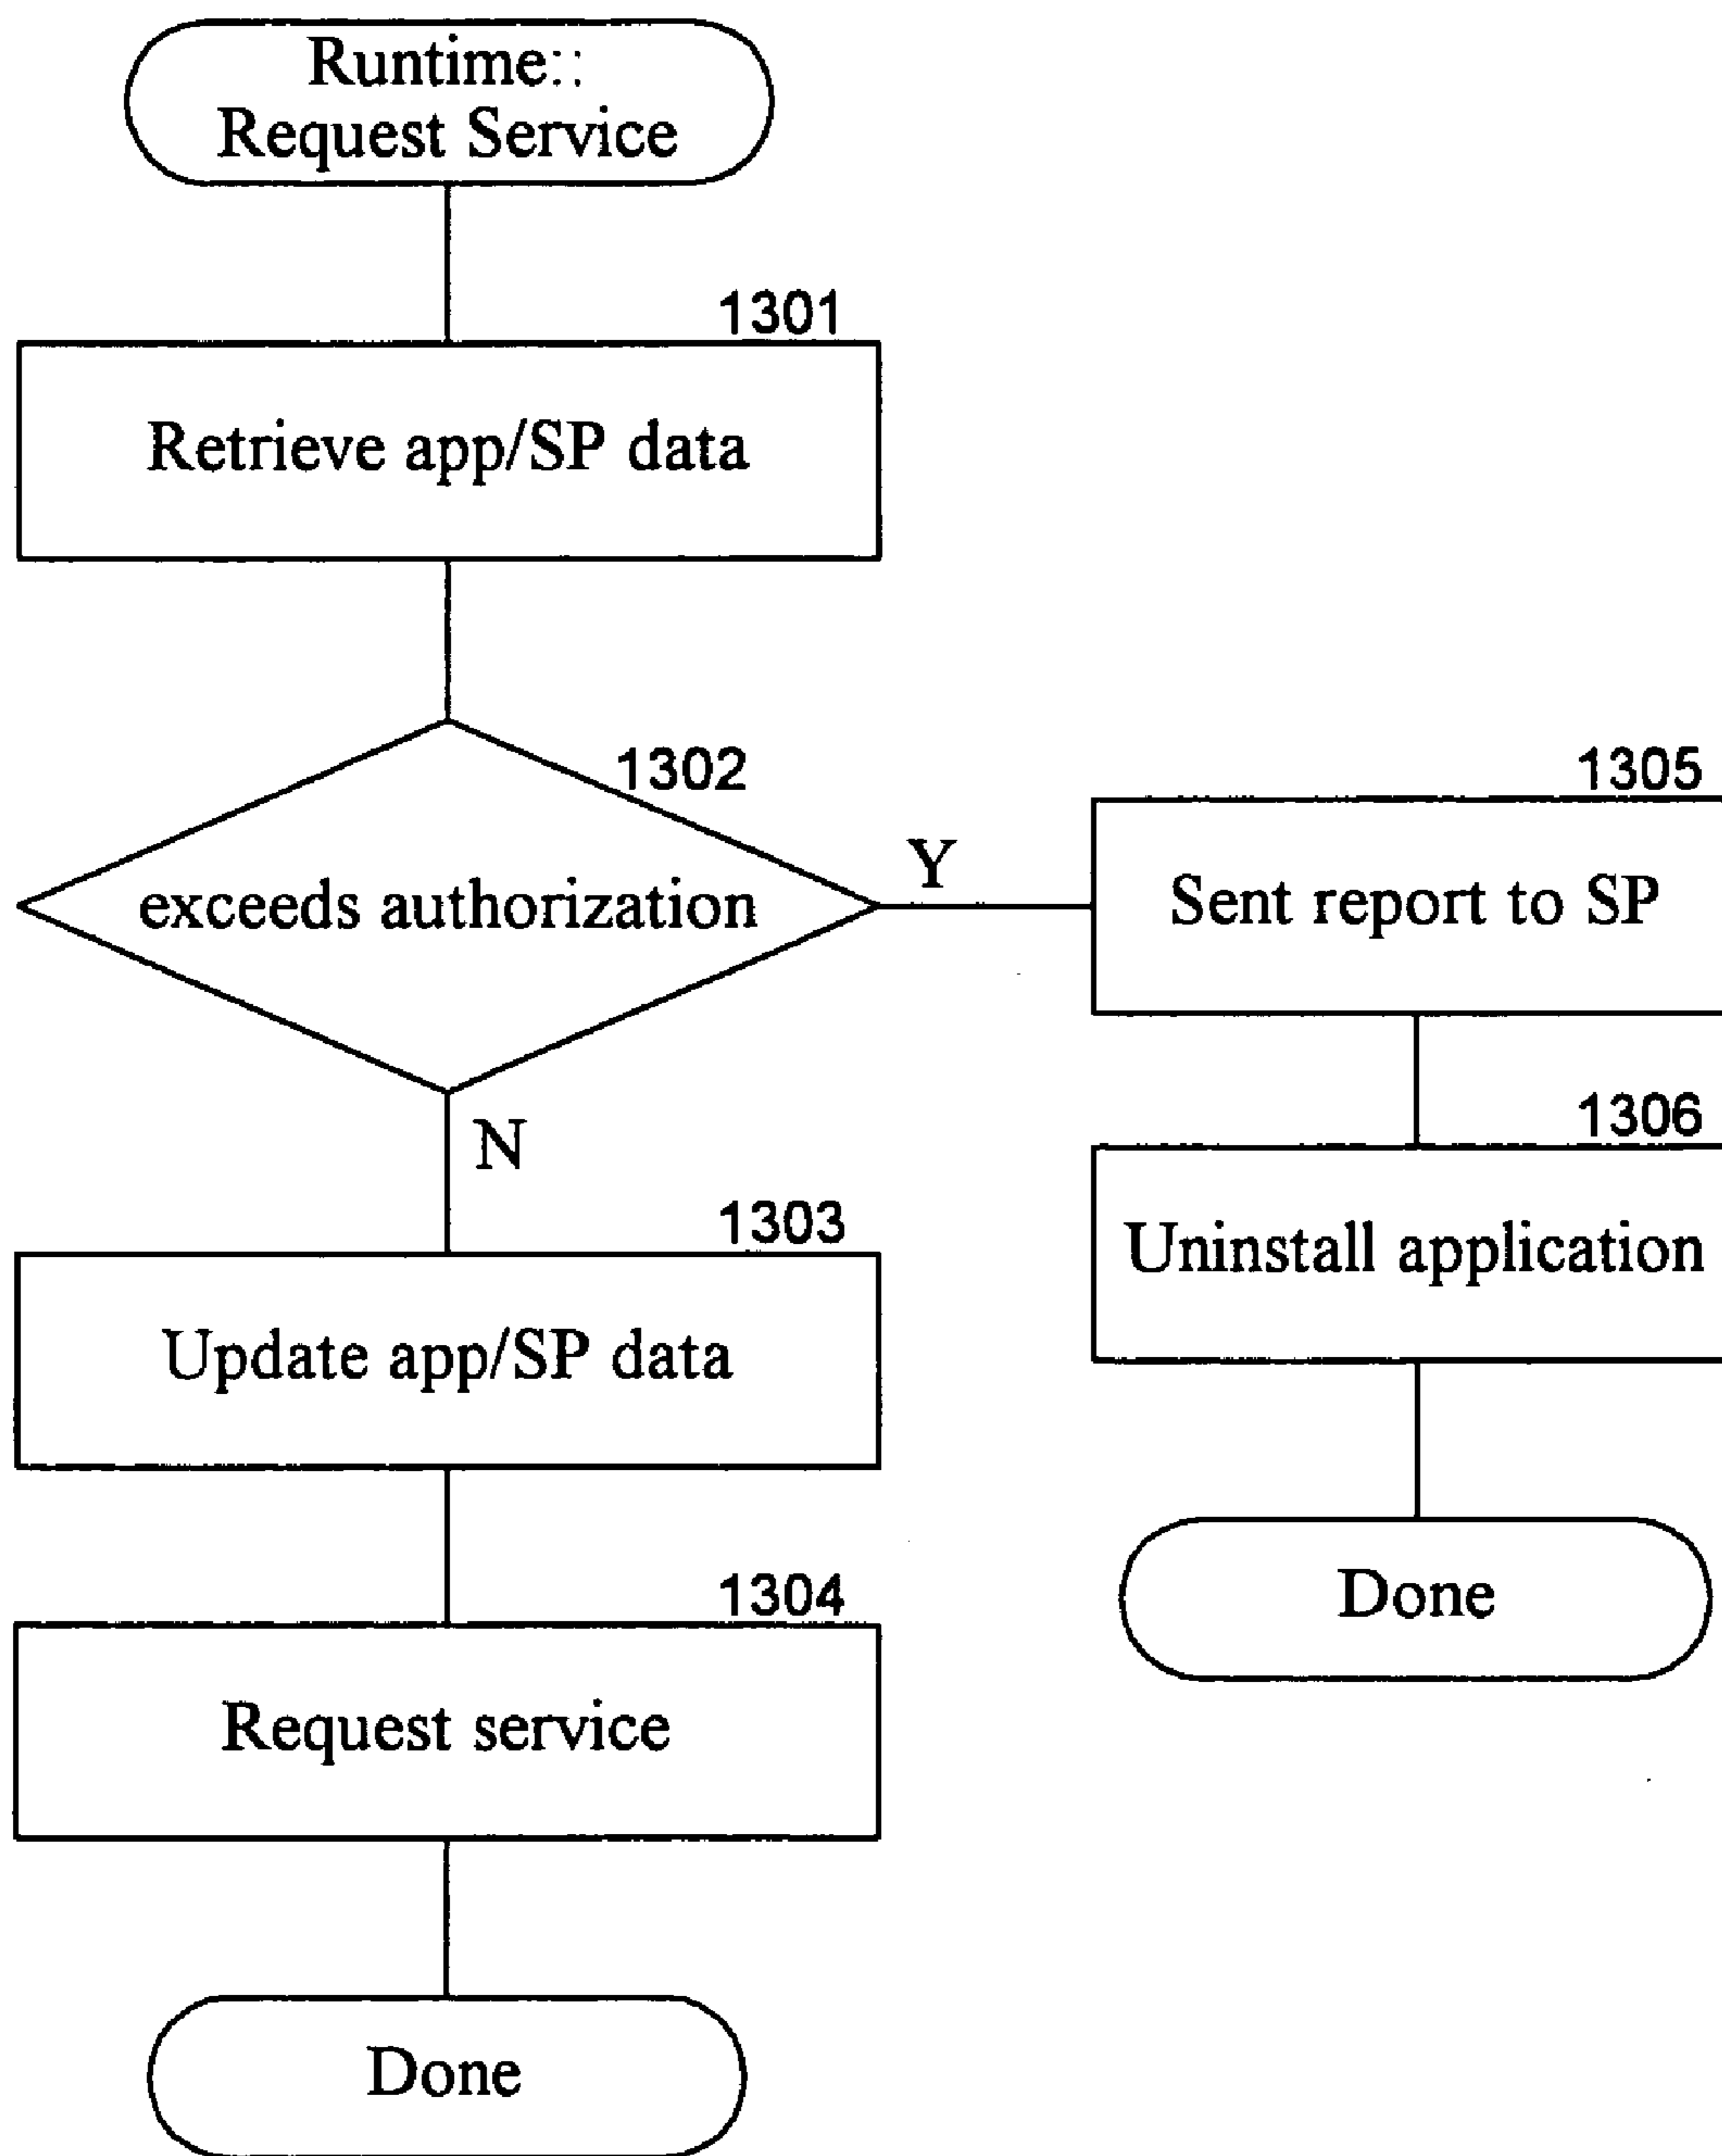 Runtime::
Request Service
1301
Retrieve app/SP data
1302
exceeds authorization
Y
N
1305
Sent report to SP
1306
Uninstall application
Done
1303
Update app/SP data
1304
Request service
Done